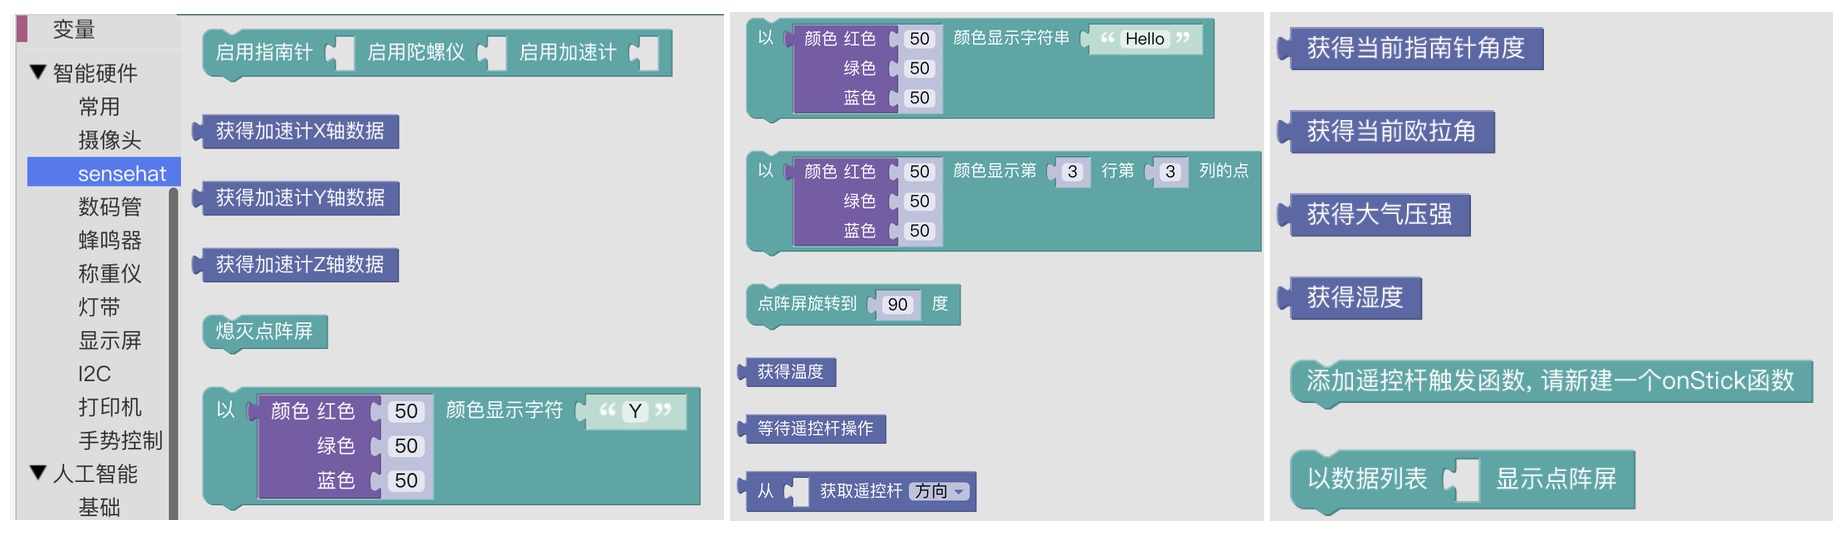 变量
▼ 智能硬件
常用
摄像头
sensehat
数码管
蜂鸣器
称重仪
灯带
显示屏
I2C
打印机
手势控制
▼ 人工智能
基础
启用指南针 启用陀螺仪 启用加速计
获得加速计X轴数据
获得加速计Y轴数据
获得加速计Z轴数据
熄灭点阵屏
以 颜色 红色 50 颜色显示字符 “ Y ”
绿色 50
蓝色 50
以 颜色 红色 50 颜色显示字符串 “ Hello ”
绿色 50
蓝色 50
以 颜色 红色 50 颜色显示第 3 行第 3 列的点
绿色 50
蓝色 50
点阵屏旋转到 90 度
获得温度
等待遥控杆操作
从 获取遥控杆 方向
获得当前指南针角度
获得当前欧拉角
获得大气压强
获得湿度
添加遥控杆触发函数, 请新建一个onStick函数
以数据列表 显示点阵屏